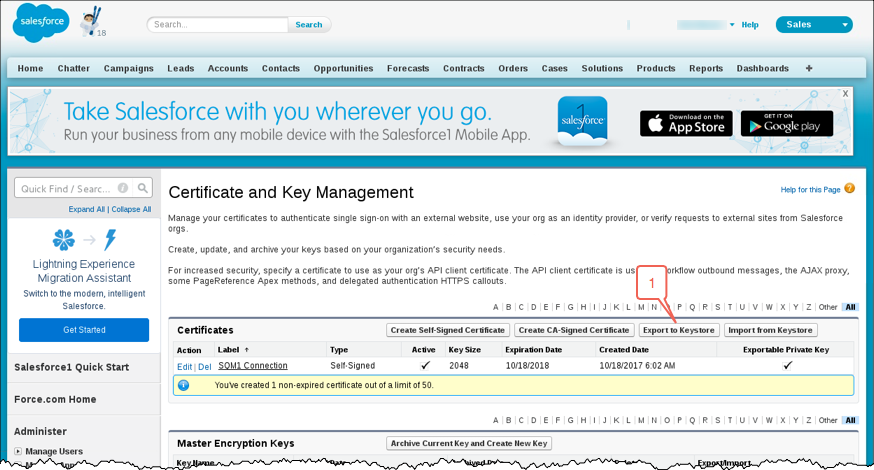 salesforce
18
Search...
Search
Help
Sales
Home Chatter Campaigns Leads Accounts Contacts Opportunities Forecasts Contracts Orders Cases Solutions Products Reports Dashboards +
Take Salesforce with you wherever you go.
Run your business from any mobile device with the Salesforce1 Mobile App.
1
salesforce
Download on the
App Store
GET IT ON
Google play
X
Quick Find / Searc...
Expand All | Collapse All
Lightning Experience
Migration Assistant
Switch to the modern, intelligent
Salesforce.
Get Started
Salesforce1 Quick Start
Force.com Home
Administer
Manage Users
Certificate and Key Management
Help for this Page
Manage your certificates to authenticate single sign-on with an external website, use your org as an identity provider, or verify requests to external sites from Salesforce
orgs.
Create, update, and archive your keys based on your organization's security needs.
For increased security, specify a certificate to use as your org's API client certificate. The API client certificate is us orkflow outbound messages, the AJAX proxy,
some PageReference Apex methods, and delegated authentication HTTPS callouts.
1
A | B | C | D | E | F | G | H | I | J | K | L | M | N | O | P | Q | R | S | T | U | V | W | X | Y | Z | Other | All
Certificates
Create Self-Signed Certificate
Create CA-Signed Certificate
Export to Keystore
Import from Keystore
Action Label ↑ Type Active Key Size Expiration Date Created Date Exportable Private Key
Edit | Del SQM1 Connection Self-Signed ✓ 2048 10/18/2018 10/18/2017 6:02 AM ✓
You've created 1 non-expired certificate out of a limit of 50.
A | B | C | D | E | F | G | H | I | J | K | L | M | N | O | P | Q | R | S | T | U | V | W | X | Y | Z | Other | All
Master Encryption Keys
Archive Current Key and Create New Key
Key Name